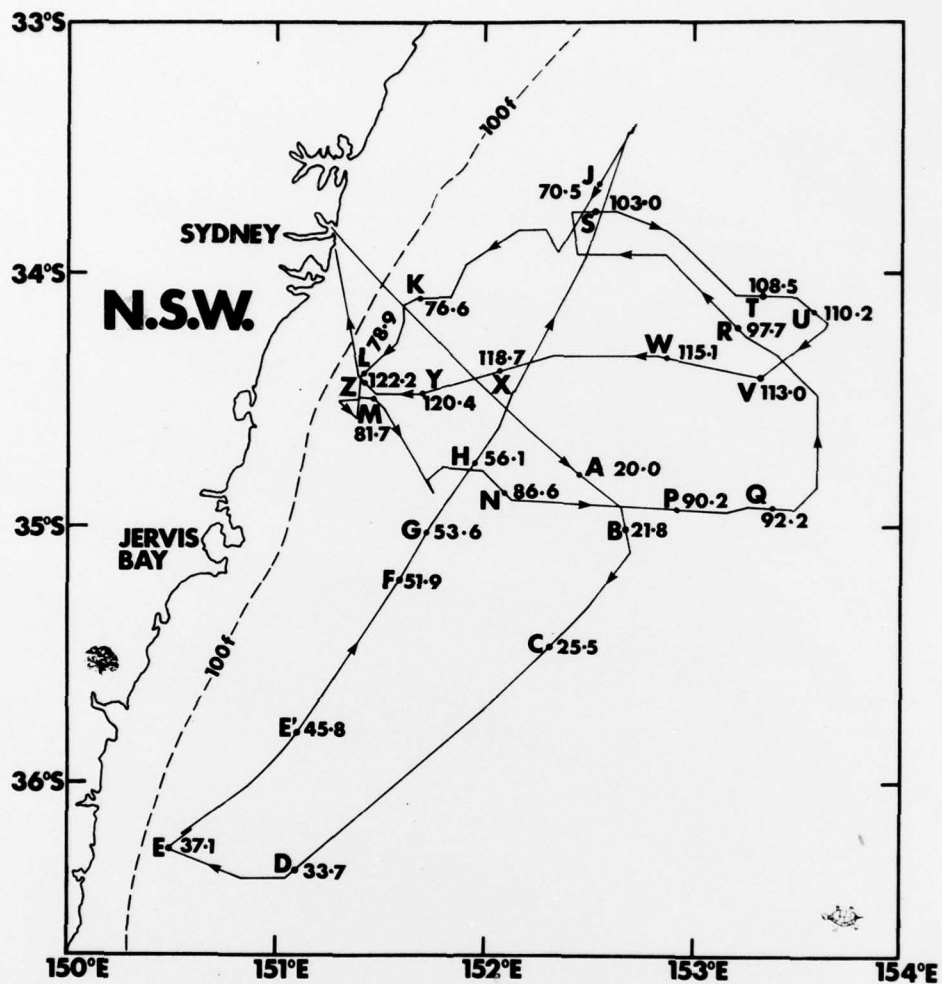 33°S
100f
J
70·5
103·0
S
SYDNEY
34°S
K
N.S.W.
76·6
108·5
T
U
110·2
R
97·7
78·9
L
118·7
W
115·1
122·2
Z
Y
X
V
113·0
M
120·4
81·7
H
56·1
A
20·0
N
86·6
P
90·2
Q
92·2
35°S
G
53·6
B
21·8
JERVIS
BAY
F
51·9
C
25·5
100f
E'
45·8
36°S
E
37·1
D
33·7
150°E
151°E
152°E
153°E
154°E